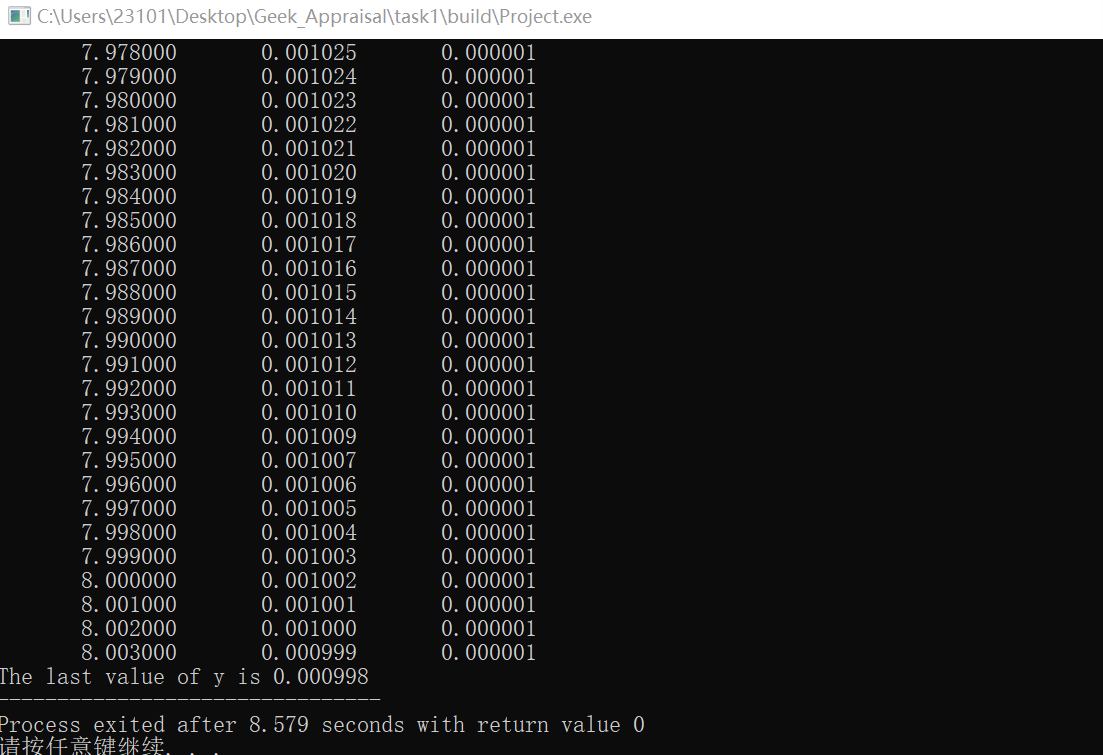 C:\Users\23101\Desktop\Geek_Appraisal\task1\build\Project.exe
7.978000 0.001025 0.000001
7.979000 0.001024 0.000001
7.980000 0.001023 0.000001
7.981000 0.001022 0.000001
7.982000 0.001021 0.000001
7.983000 0.001020 0.000001
7.984000 0.001019 0.000001
7.985000 0.001018 0.000001
7.986000 0.001017 0.000001
7.987000 0.001016 0.000001
7.988000 0.001015 0.000001
7.989000 0.001014 0.000001
7.990000 0.001013 0.000001
7.991000 0.001012 0.000001
7.992000 0.001011 0.000001
7.993000 0.001010 0.000001
7.994000 0.001009 0.000001
7.995000 0.001007 0.000001
7.996000 0.001006 0.000001
7.997000 0.001005 0.000001
7.998000 0.001004 0.000001
7.999000 0.001003 0.000001
8.000000 0.001002 0.000001
8.001000 0.001001 0.000001
8.002000 0.001000 0.000001
8.003000 0.000999 0.000001
The last value of y is 0.000998
--------------------------------
Process exited after 8.579 seconds with return value 0
请按任意键继续. . .